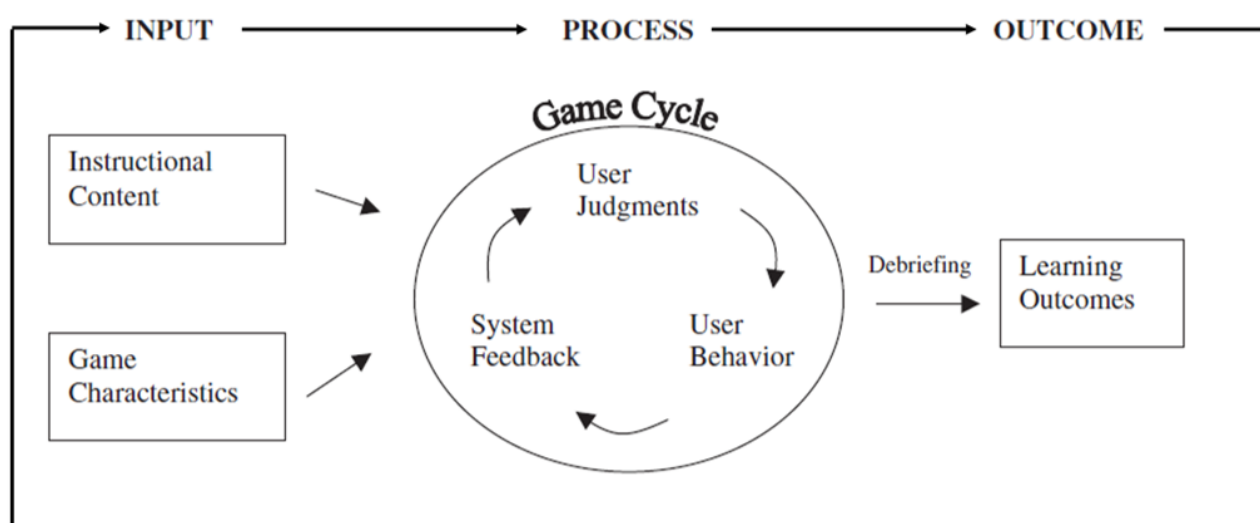 INPUT PROCESS OUTCOME
Game Cycle
Instructional
Content
Game
Characteristics
User
Judgments
User
Behavior
System
Feedback
Debriefing
Learning
Outcomes